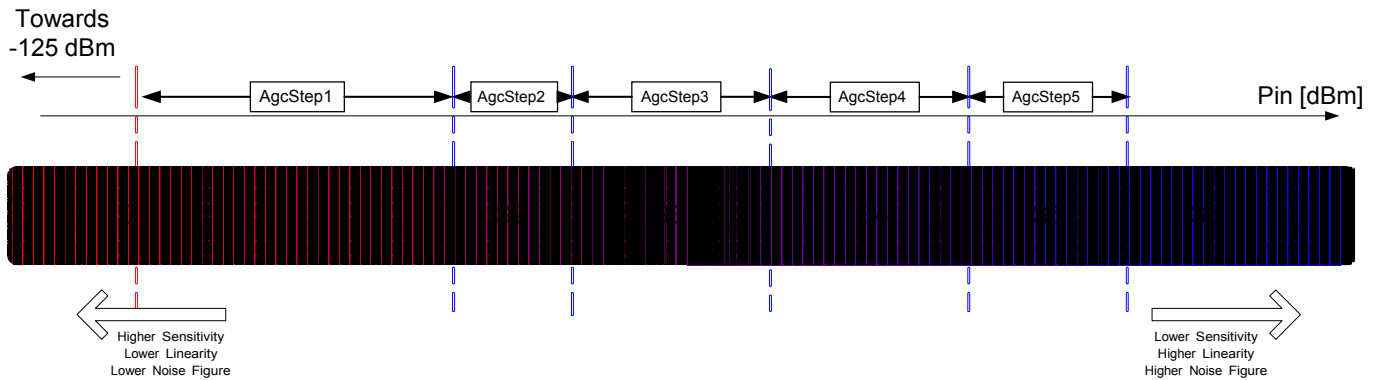 Towards
-125 dBm
AgcStep1
AgcStep2
AgcStep3
AgcStep4
AgcStep5
Pin [dBm]
Higher Sensitivity
Lower Linearity
Lower Noise Figure
Lower Sensitivity
Higher Linearity
Higher Noise Figure